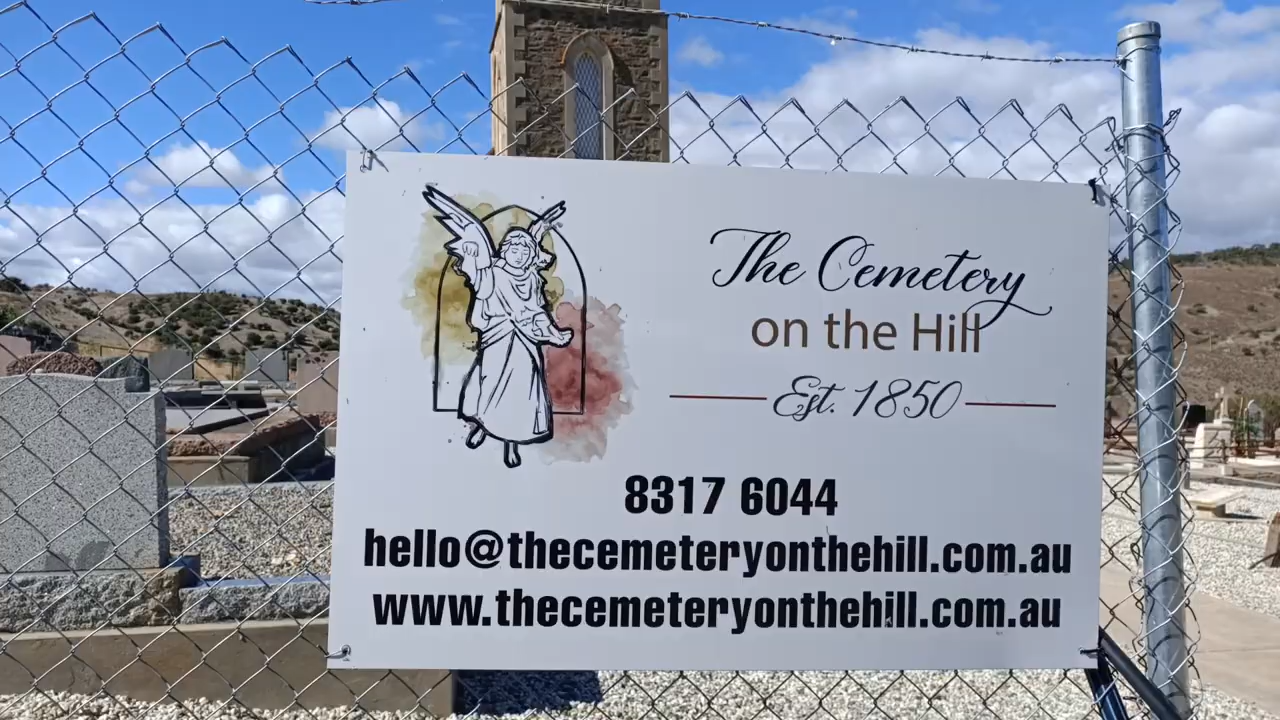 The Cemetery
on the Hill
Est. 1850
8317 6044
hello@thecemeteryonthehill.com.au
www.thecemeteryonthehill.com.au